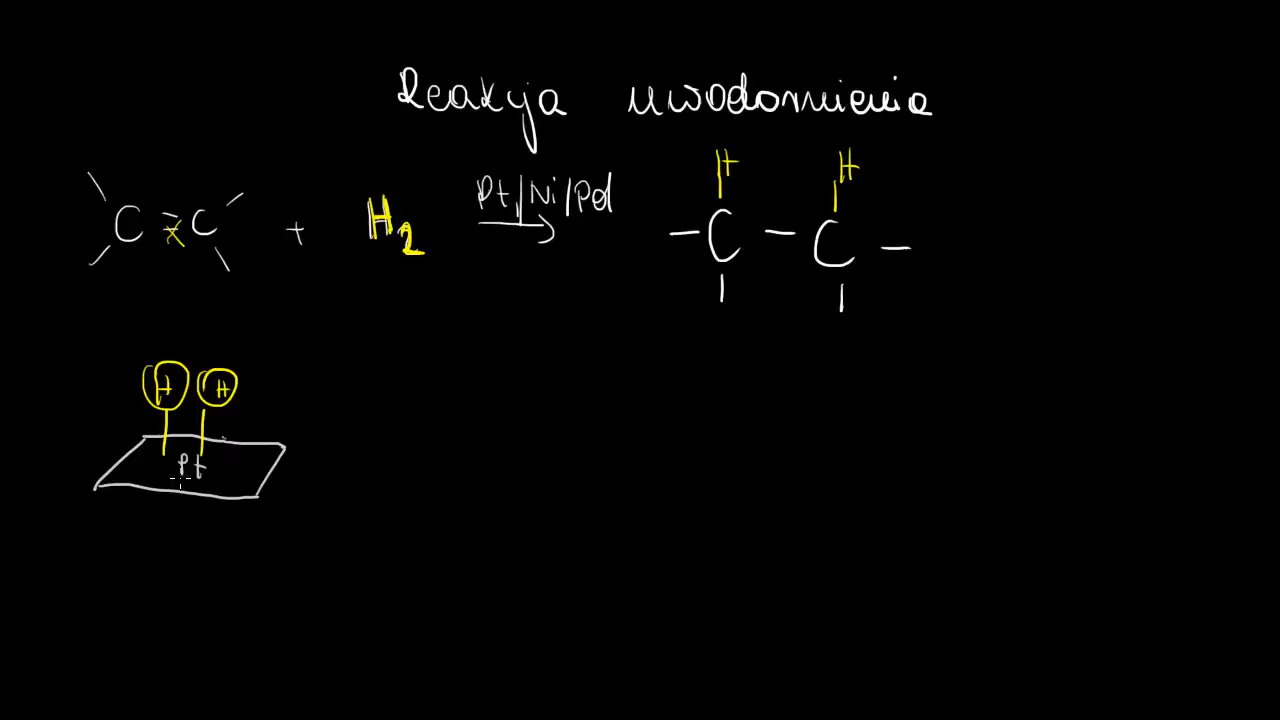 Reakcja uwodornienia
C = C + H2 Pt/Ni/Pd H H
C - C
H H
Pt